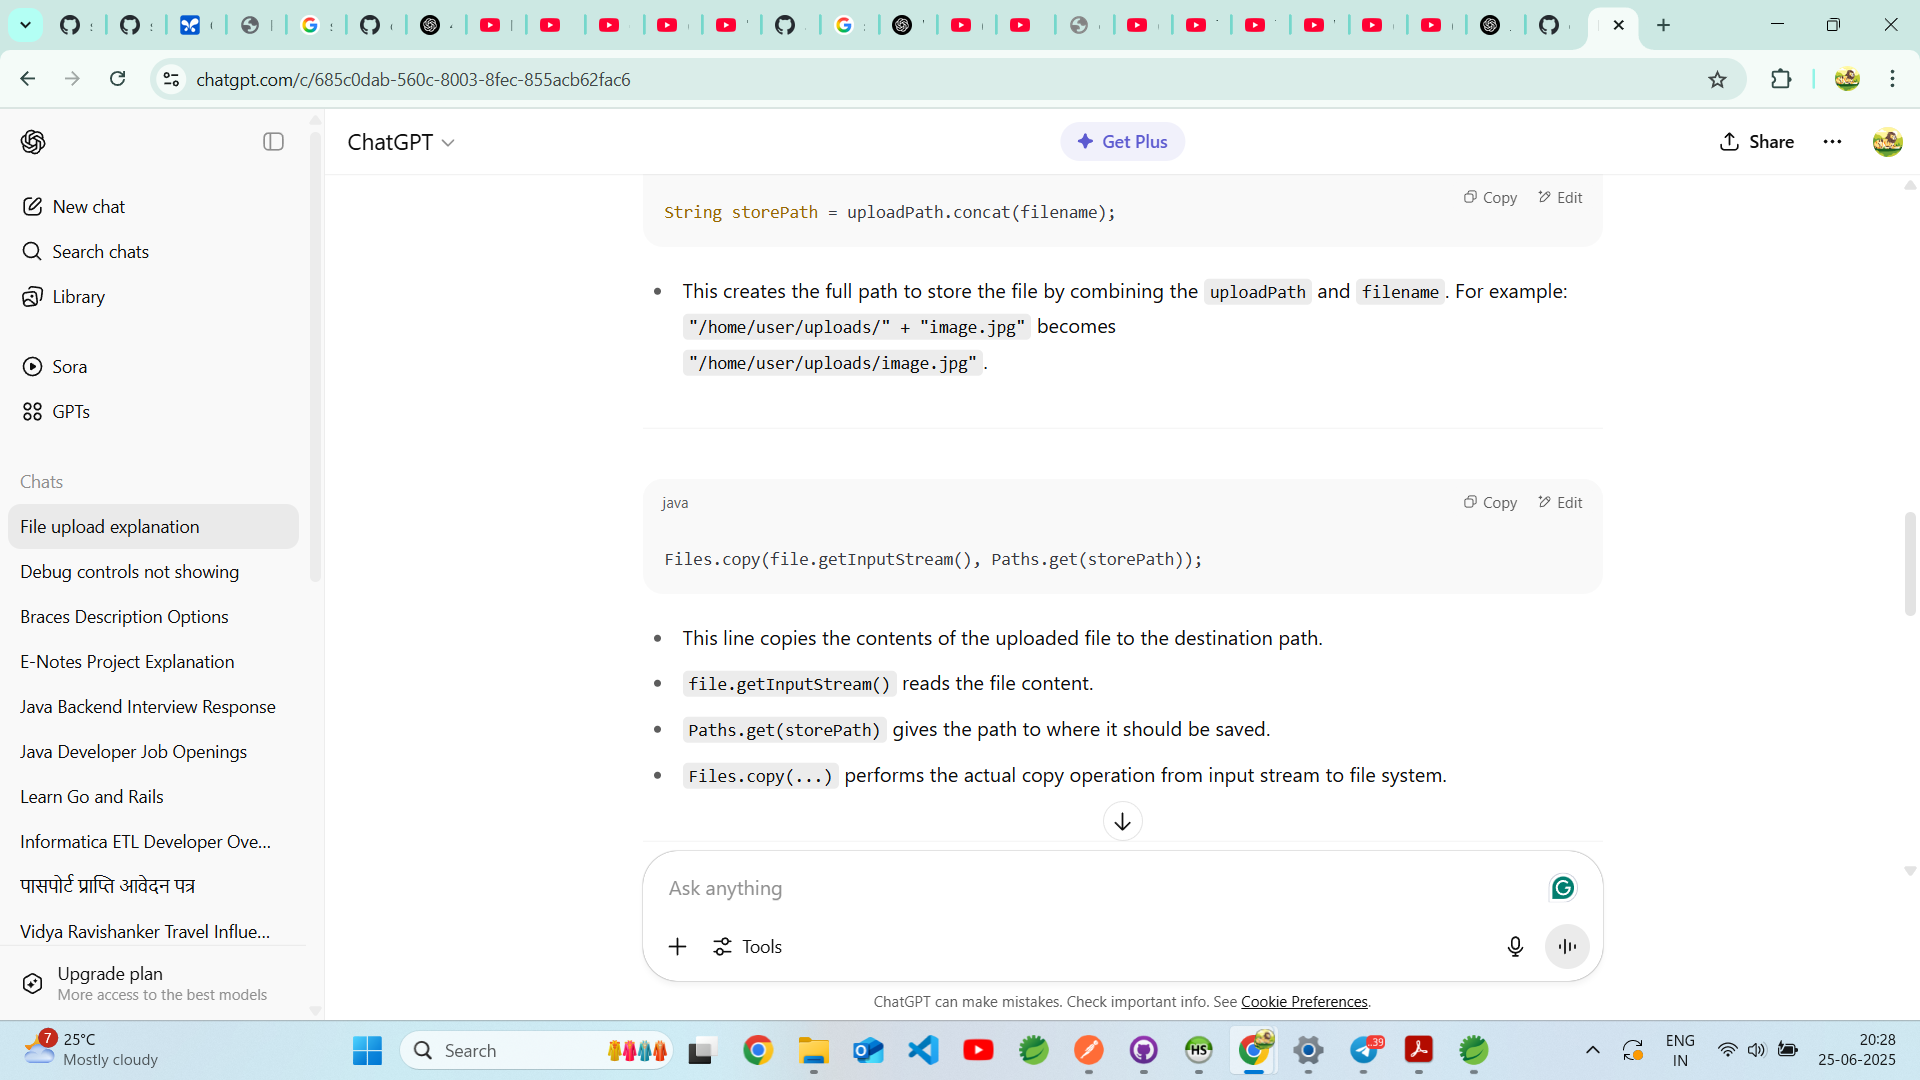 chatgpt.com/c/685c0dab-560c-8003-8fec-855acb62fac6
ChatGPT
Get Plus
Share
New chat
Search chats
Library
Sora
GPTs
Chats
File upload explanation
Debug controls not showing
Braces Description Options
E-Notes Project Explanation
Java Backend Interview Response
Java Developer Job Openings
Learn Go and Rails
Informatica ETL Developer Ove...
पासपोर्ट प्राप्ति आवेदन पत्र
Vidya Ravishanker Travel Influe...
Upgrade plan
More access to the best models
Copy Edit
String storePath = uploadPath.concat(filename);
• This creates the full path to store the file by combining the uploadPath and filename. For example:
"/home/user/uploads/" + "image.jpg" becomes
"/home/user/uploads/image.jpg".
java Copy Edit
Files.copy(file.getInputStream(), Paths.get(storePath));
• This line copies the contents of the uploaded file to the destination path.
• file.getInputStream() reads the file content.
• Paths.get(storePath) gives the path to where it should be saved.
• Files.copy(...) performs the actual copy operation from input stream to file system.
Ask anything
Tools
ChatGPT can make mistakes. Check important info. See Cookie Preferences.
7
25°C
Mostly cloudy
Search
HS
.39
ENG
IN
20:28
25-06-2025